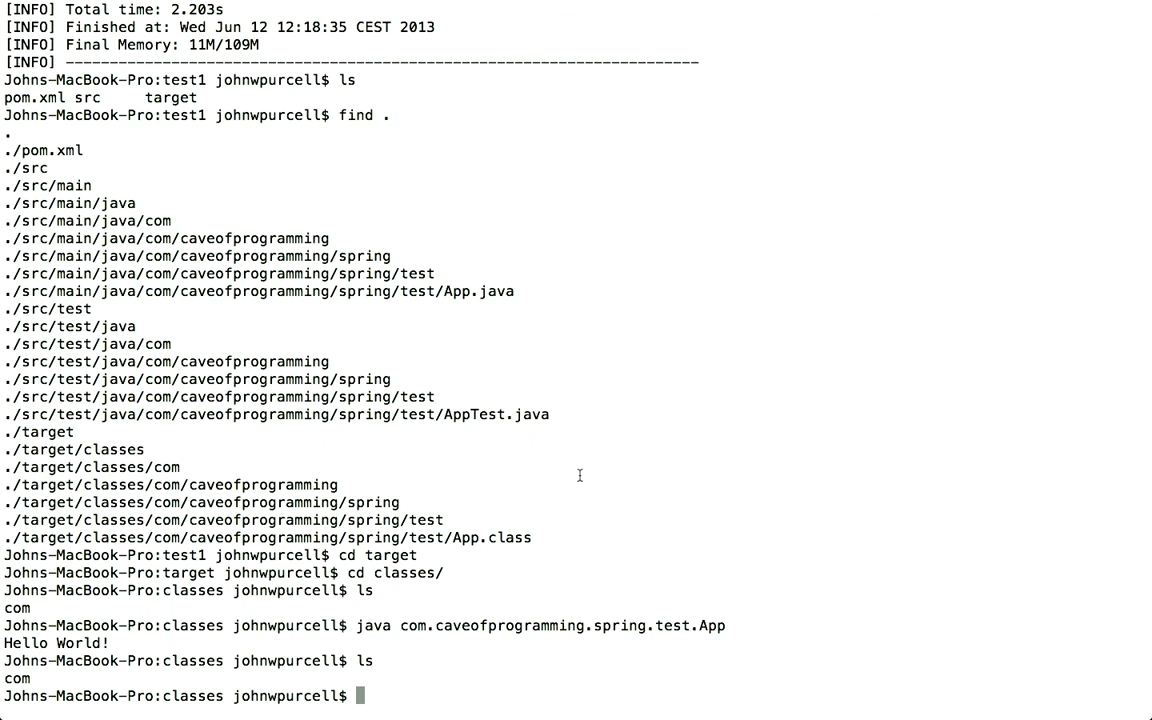 [INFO] Total time: 2.203s
[INFO] Finished at: Wed Jun 12 12:18:35 CEST 2013
[INFO] Final Memory: 11M/109M
[INFO] ------------------------------------------------------------------------
Johns-MacBook-Pro:test1 johnwpurcell$ ls
pom.xml src     target
Johns-MacBook-Pro:test1 johnwpurcell$ find .
.
./pom.xml
./src
./src/main
./src/main/java
./src/main/java/com
./src/main/java/com/caveofprogramming
./src/main/java/com/caveofprogramming/spring
./src/main/java/com/caveofprogramming/spring/test
./src/main/java/com/caveofprogramming/spring/test/App.java
./src/test
./src/test/java
./src/test/java/com
./src/test/java/com/caveofprogramming
./src/test/java/com/caveofprogramming/spring
./src/test/java/com/caveofprogramming/spring/test
./src/test/java/com/caveofprogramming/spring/test/AppTest.java
./target
./target/classes
./target/classes/com
./target/classes/com/caveofprogramming
./target/classes/com/caveofprogramming/spring
./target/classes/com/caveofprogramming/spring/test
./target/classes/com/caveofprogramming/spring/test/App.class
Johns-MacBook-Pro:test1 johnwpurcell$ cd target
Johns-MacBook-Pro:target johnwpurcell$ cd classes/
Johns-MacBook-Pro:classes johnwpurcell$ ls
com
Johns-MacBook-Pro:classes johnwpurcell$ java com.caveofprogramming.spring.test.App
Hello World!
Johns-MacBook-Pro:classes johnwpurcell$ ls
com
Johns-MacBook-Pro:classes johnwpurcell$